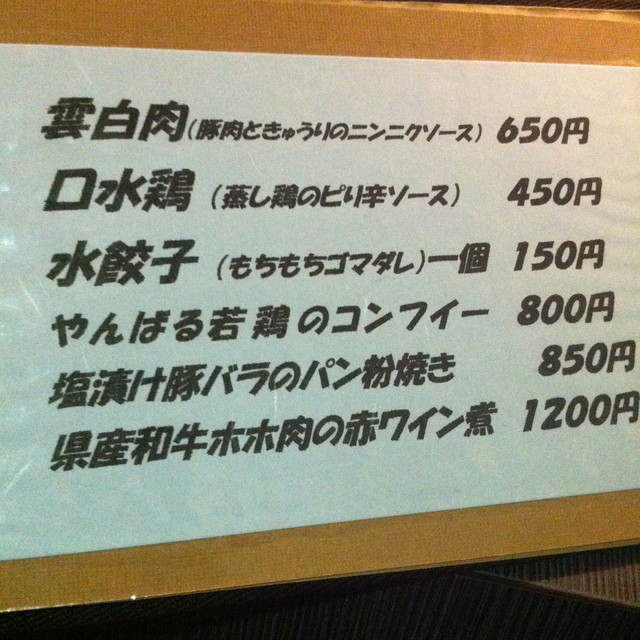 雲白肉(豚肉ときゅうりのニンニクソース) 650円
口水鶏 (蒸し鶏のピリ辛ソース) 450円
水餃子 (もちもちゴマダレ)一個 150円
やんばる若鶏のコンフイー 800円
塩漬け豚バラのパン粉焼き 850円
県産和牛ホホ肉の赤ワイン煮 1200円